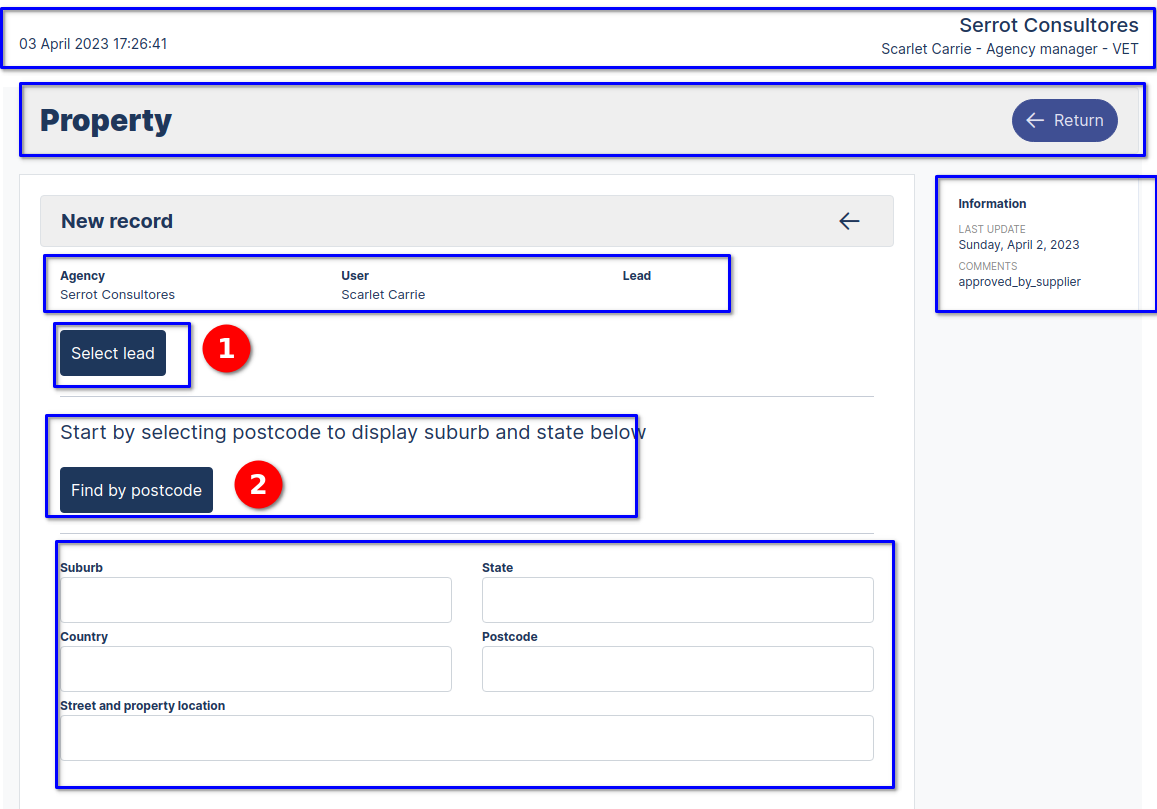 Serrot Consultores
03 April 2023 17:26:41
Scarlet Carrie - Agency manager - VET
Property
← Return
New record ←
Agency User Lead
Serrot Consultores Scarlet Carrie
Select lead 1
Start by selecting postcode to display suburb and state below
Find by postcode 2
Suburb State
Country Postcode
Street and property location
Information
LAST UPDATE
Sunday, April 2, 2023
COMMENTS
approved_by_supplier